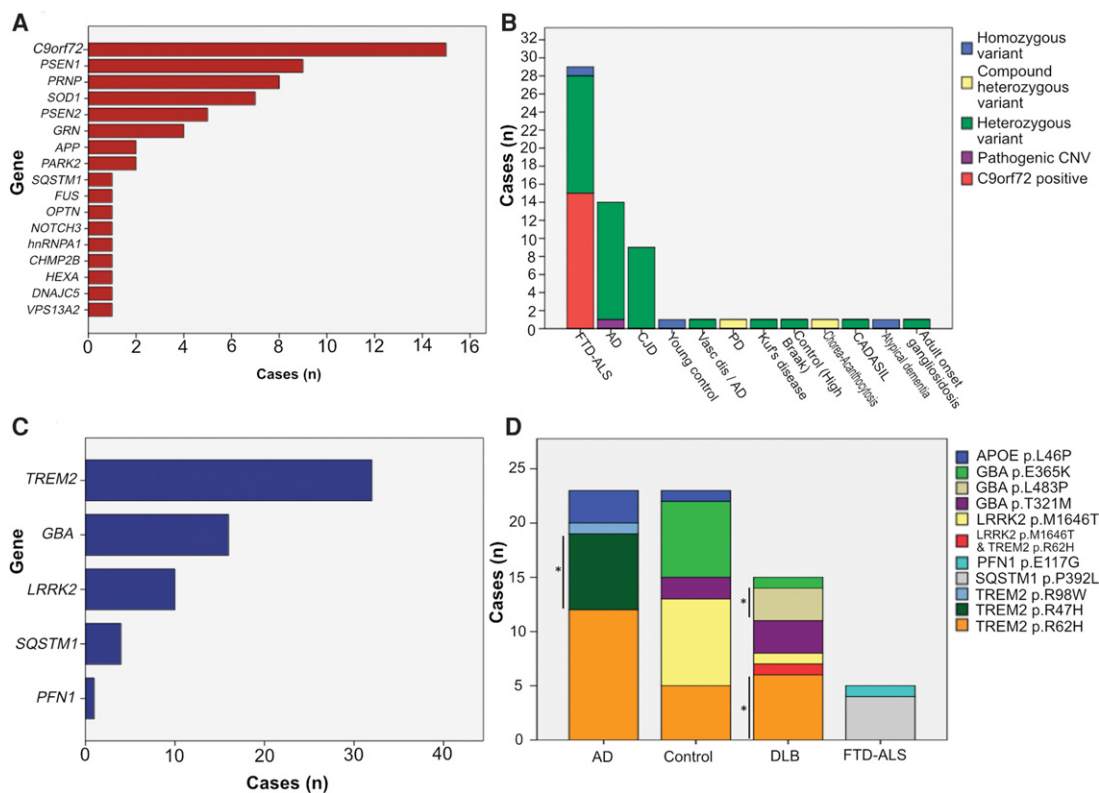 A
C9orf72
PSEN1
PRNP
SOD1
PSEN2
GRN
APP
PARK2
SQSTM1
FUS
OPTN
NOTCH3
hnRNPA1
CHMP2B
HEXA
DNAJC5
VPS13A2
Gene
0 2 4 6 8 10 12 14 16
Cases (n)
B
32
30
28
26
24
22
20
18
16
14
12
10
8
6
4
2
0
Cases (n)
FTD-ALS
AD
CJD
Young control
Vasc dis / AD
PD
Kuf's disease
Control (High
Braak)
Chorea-Acanthocytosis
CADASIL
Atypical dementia
Adult onset
gangliosidosis
Homozygous
variant
Compound
heterozygous
variant
Heterozygous
variant
Pathogenic CNV
C9orf72 positive
C
TREM2
GBA
LRRK2
SQSTM1
PFN1
Gene
0 10 20 30 40
Cases (n)
D
25
20
15
10
5
0
Cases (n)
*
*
*
AD Control DLB FTD-ALS
APOE p.L46P
GBA p.E365K
GBA p.L483P
GBA p.T321M
LRRK2 p.M1646T
LRRK2 p.M1646T
& TREM2 p.R62H
PFN1 p.E117G
SQSTM1 p.P392L
TREM2 p.R98W
TREM2 p.R47H
TREM2 p.R62H